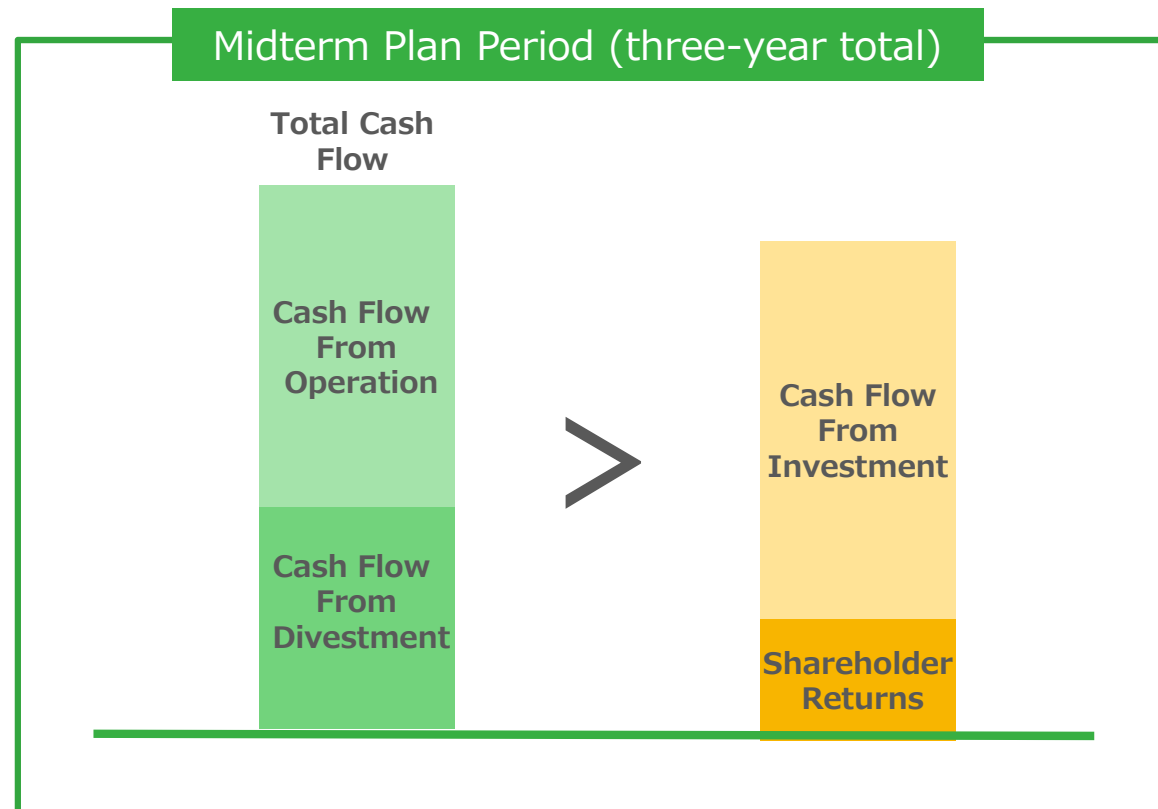 Midterm Plan Period (three-year total)
Total Cash
Flow
Cash Flow
From
Operation
Cash Flow
From
Divestment
>
Cash Flow
From
Investment
Shareholder
Returns